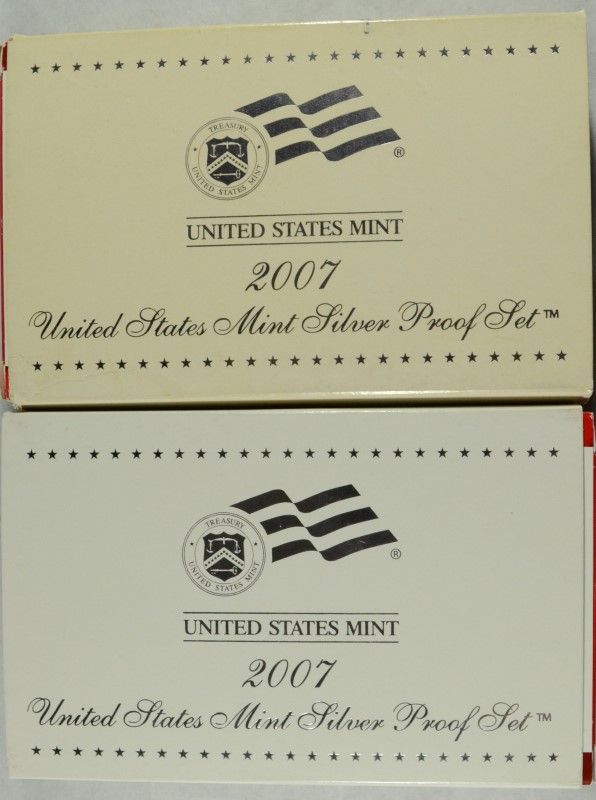 TREASURY
UNITED STATES MINT
®
UNITED STATES MINT
2007
United States Mint Silver Proof Set™
TREASURY
UNITED STATES MINT
®
UNITED STATES MINT
2007
United States Mint Silver Proof Set™